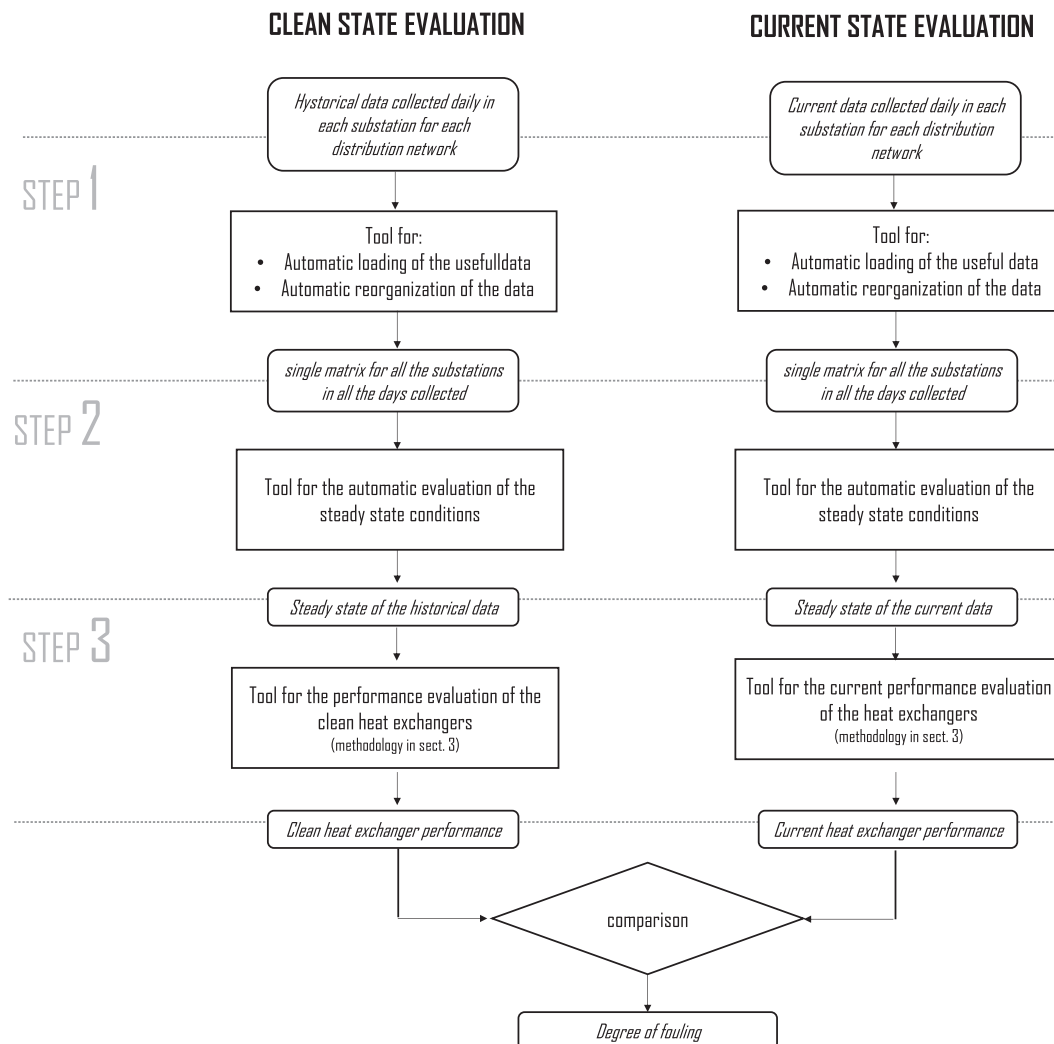 CLEAN STATE EVALUATION
CURRENT STATE EVALUATION
Hystorical data collected daily in
each substation for each
distribution network
Current data collected daily in each
substation for each distribution
network
STEP 1
Tool for:
• Automatic loading of the usefulldata
• Automatic reorganization of the data
Tool for:
• Automatic loading of the useful data
• Automatic reorganization of the data
single matrix for all the substations
in all the days collected
single matrix for all the substations
in all the days collected
STEP 2
Tool for the automatic evaluation of the
steady state conditions
Tool for the automatic evaluation of the
steady state conditions
Steady state of the historical data
Steady state of the current data
STEP 3
Tool for the performance evaluation of the
clean heat exchangers
(methodology in sect. 3)
Tool for the current performance evaluation
of the heat exchangers
(methodology in sect. 3)
Clean heat exchanger performance
Current heat exchanger performance
comparison
Degree of fouling